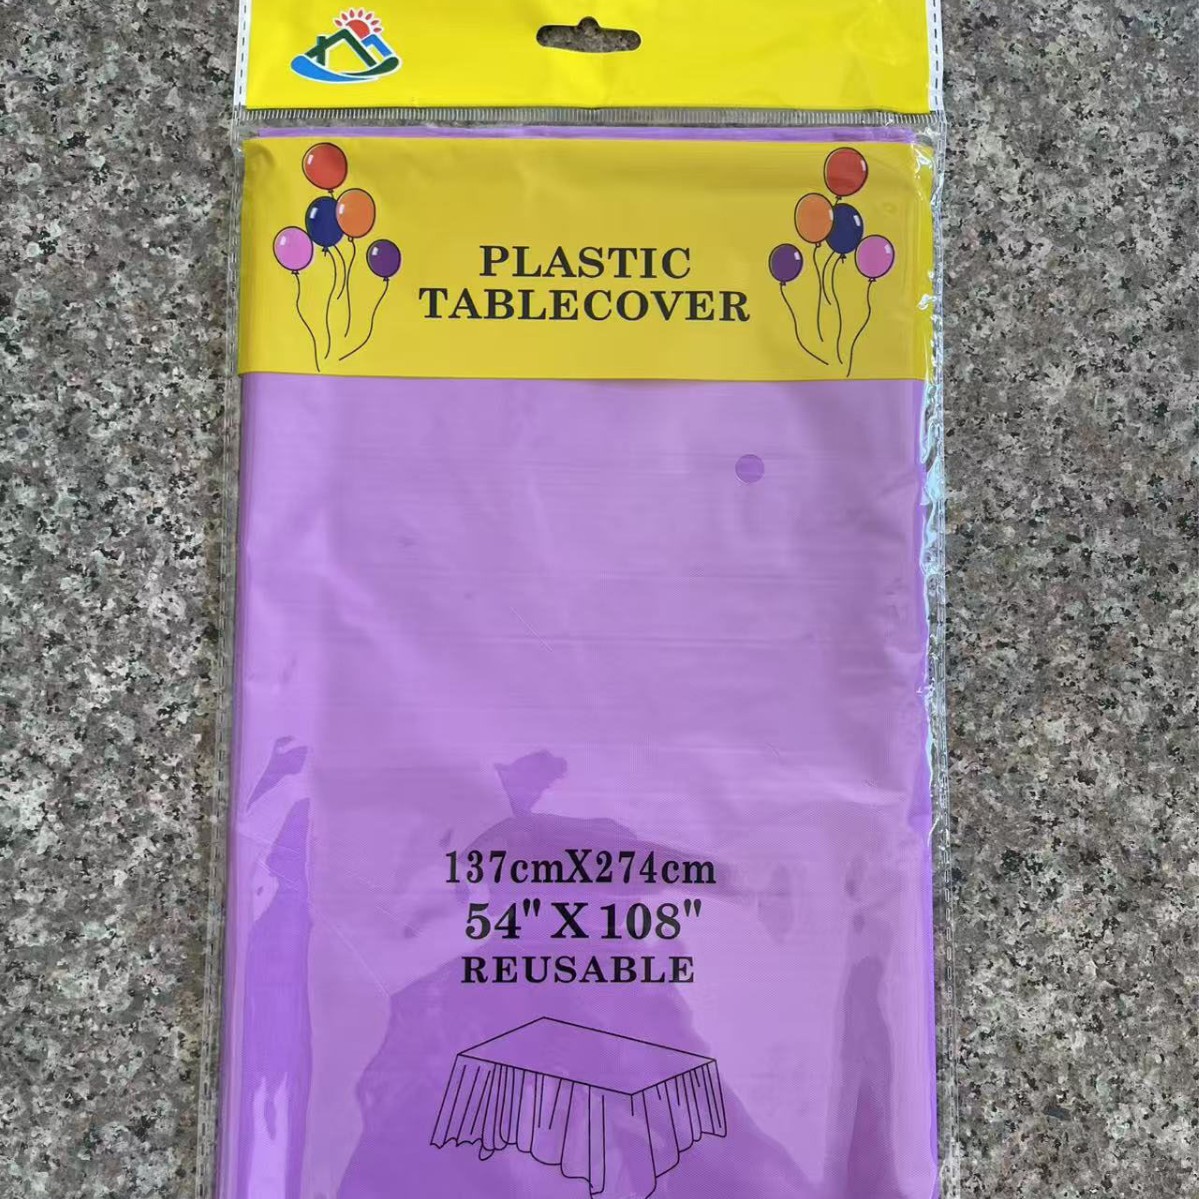 PLASTIC
TABLECOVER
137cmX274cm
54" X 108"
REUSABLE